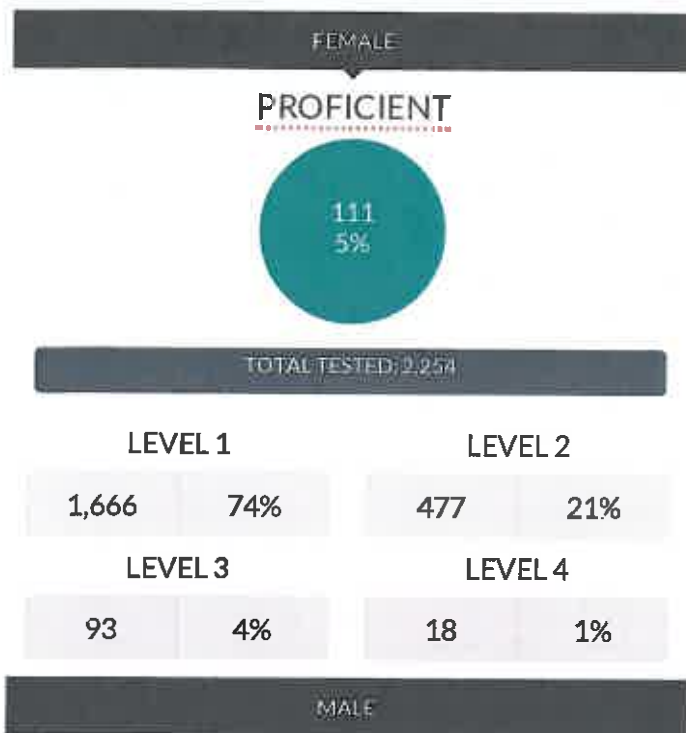 FEMALE
PROFICIENT
111
5%
TOTAL TESTED: 2,254
LEVEL 1 LEVEL 2
1,666 74% 477 21%
LEVEL 3 LEVEL 4
93 4% 18 1%
MALE